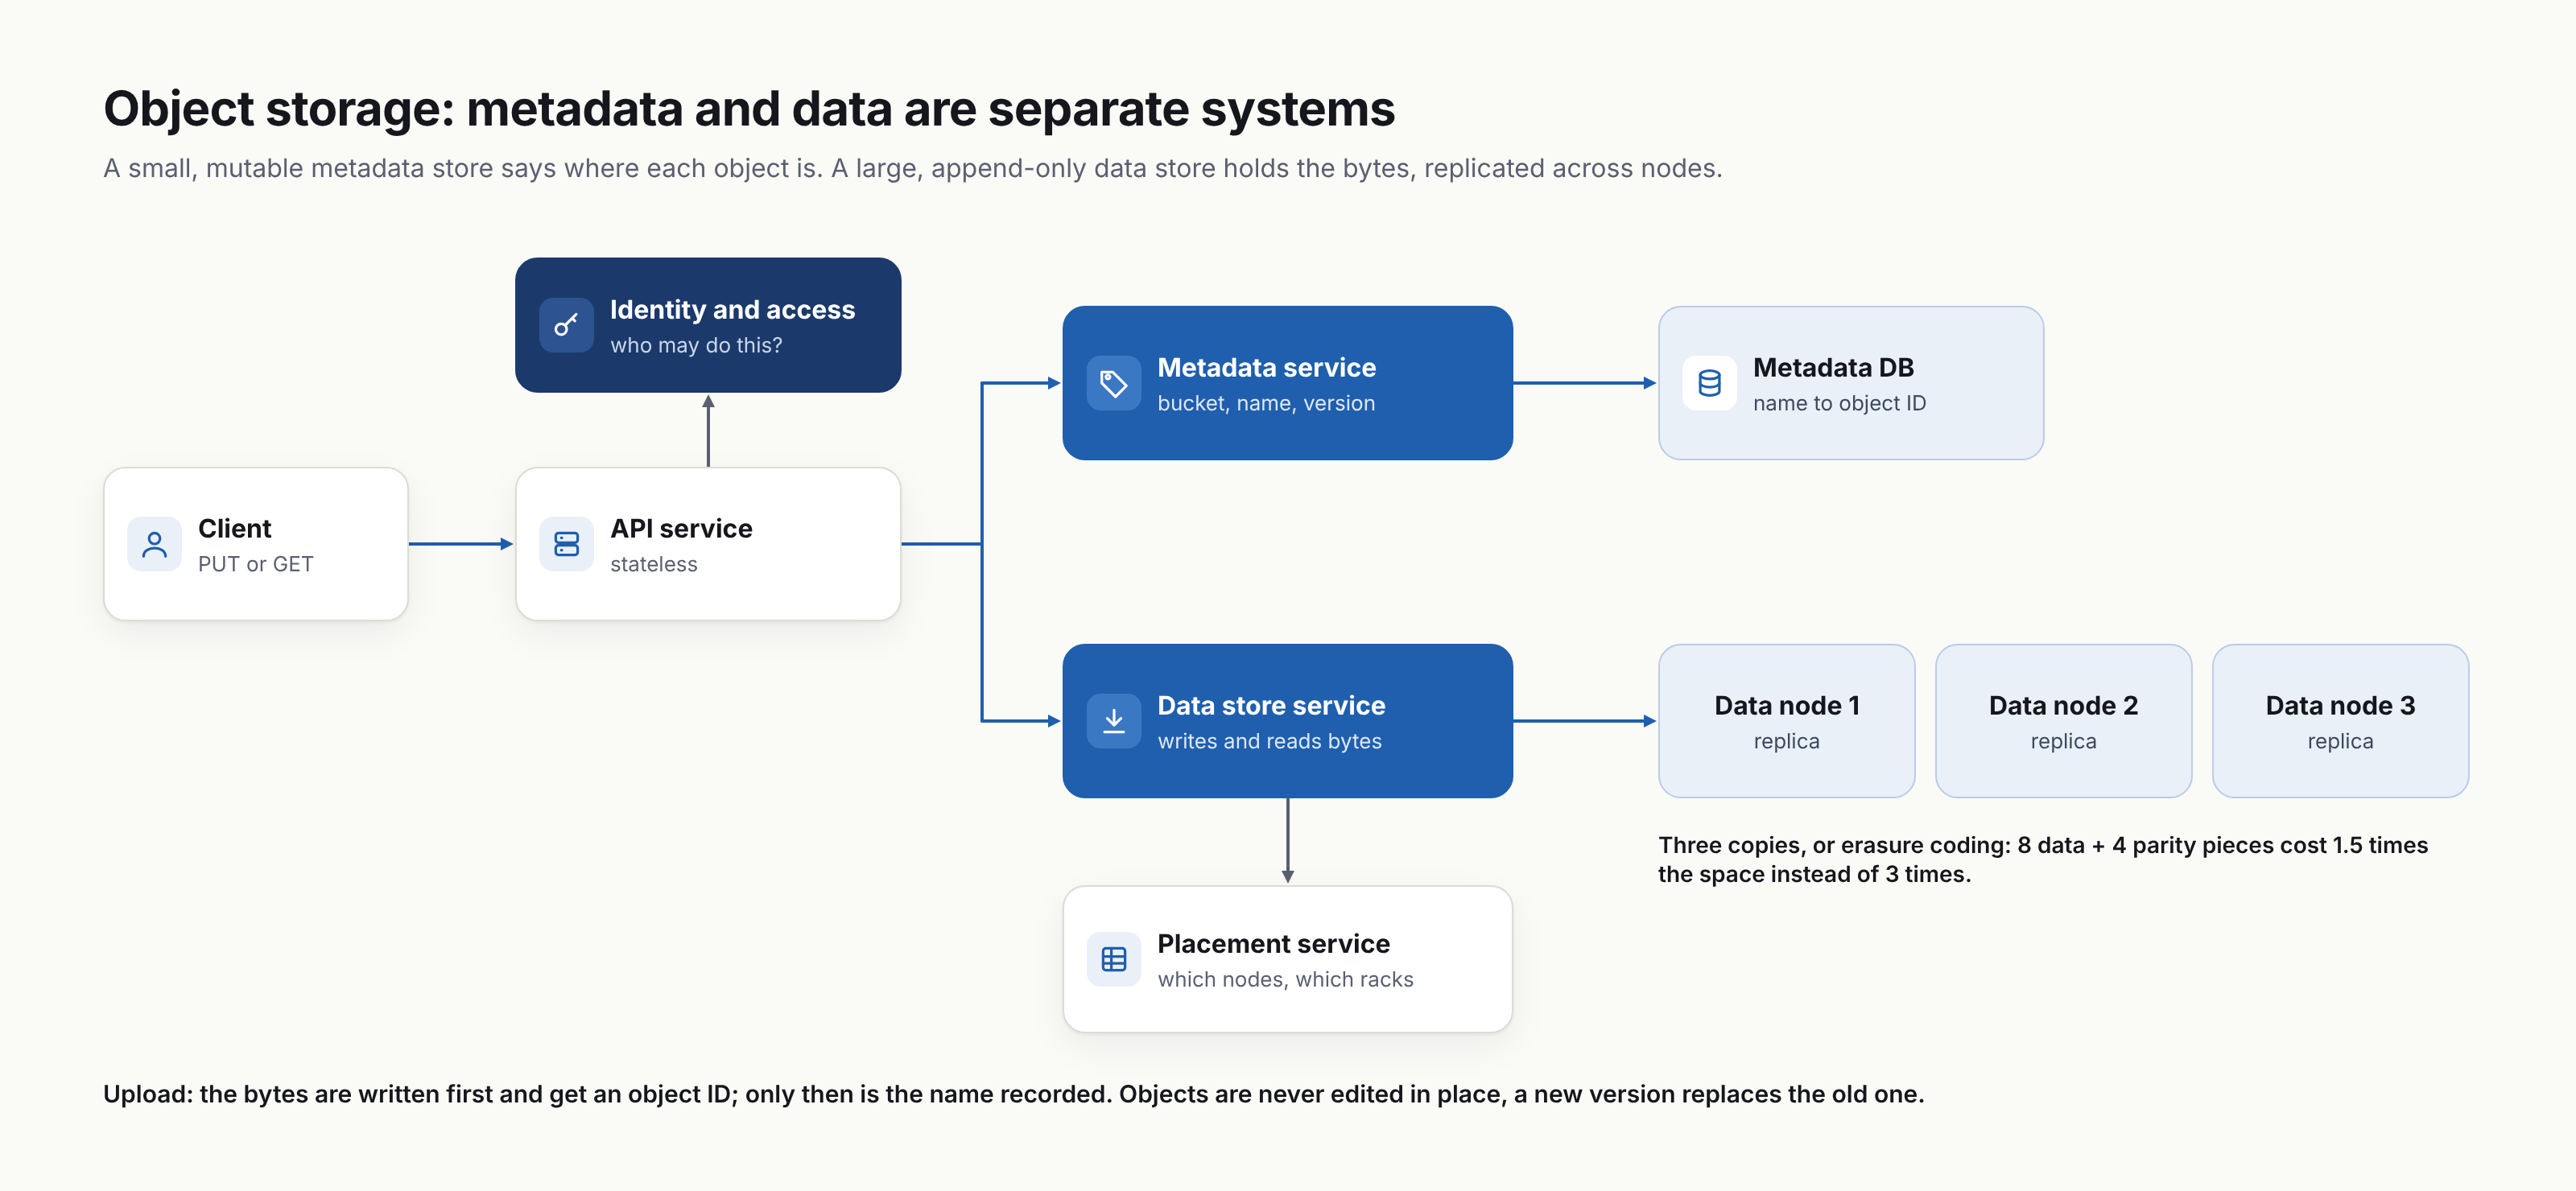 Object storage: metadata and data are separate systems
A small, mutable metadata store says where each object is. A large, append-only data store holds the bytes, replicated across nodes.
Identity and access
who may do this?
Metadata service
bucket, name, version
Metadata DB
name to object ID
Client
PUT or GET
API service
stateless
Data store service
writes and reads bytes
Data node 1
replica
Data node 2
replica
Data node 3
replica
Three copies, or erasure coding: 8 data + 4 parity pieces cost 1.5 times
the space instead of 3 times.
Placement service
which nodes, which racks
Upload: the bytes are written first and get an object ID; only then is the name recorded. Objects are never edited in place, a new version replaces the old one.